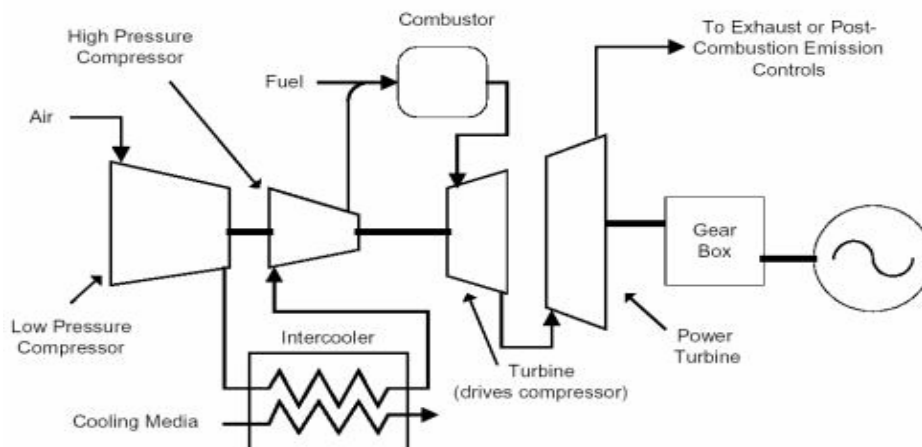 Combustor
High Pressure
Compressor
To Exhaust or Post-
Combustion Emission
Controls
Fuel
Air
Gear
Box
Low Pressure
Compressor
Intercooler
Power
Turbine
Turbine
(drives compressor)
Cooling Media